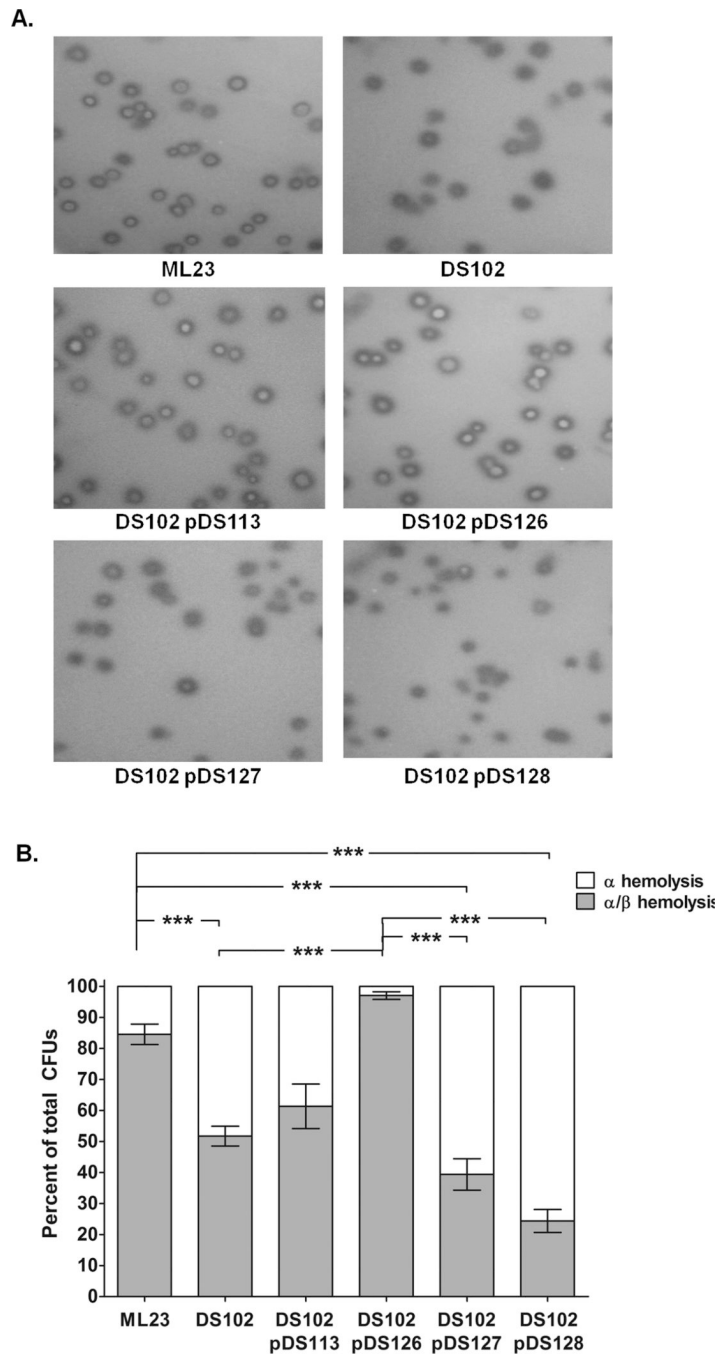 A.
ML23
DS102
DS102 pDS113
DS102 pDS126
DS102 pDS127
DS102 pDS128
B.
***
***
***
***
***
***
α hemolysis
α/β hemolysis
Percent of total CFUs
100
90
80
70
60
50
40
30
20
10
0
ML23
DS102
DS102
pDS113
DS102
pDS126
DS102
pDS127
DS102
pDS128